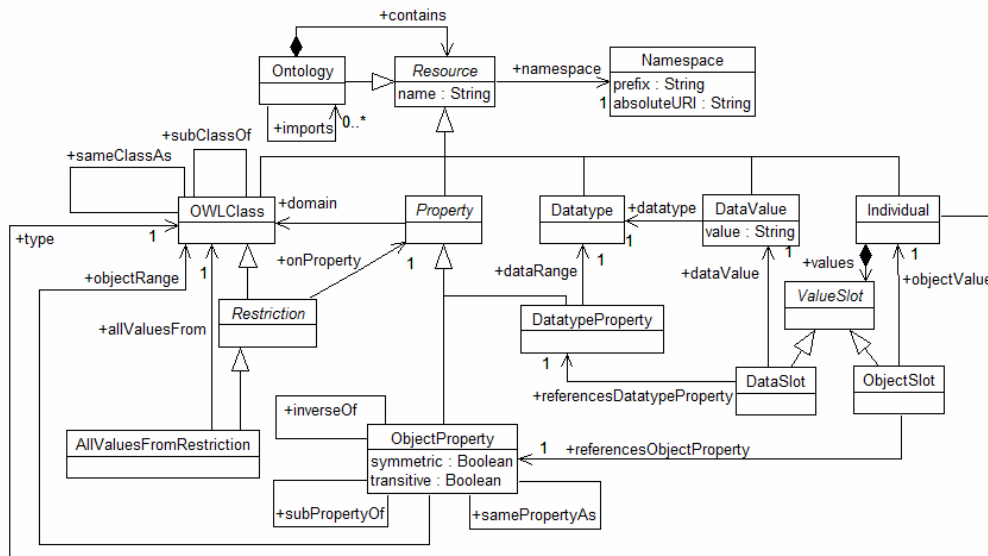 +contains
Ontology
Resource
name : String
+namespace
1
Namespace
prefix : String
absoluteURI : String
+imports
0..*
+subClassOf
+sameClassAs
OWLClass
1
+type
+domain
Property
1
Datatype
1
+datatype
1
DataValue
value : String
1
Individual
1
+objectRange
1
+onProperty
+dataRange
+dataValue
+values
+objectValue
ValueSlot
Restriction
+allValuesFrom
DatatypeProperty
1
DataSlot
ObjectSlot
+referencesDatatypeProperty
+inverseOf
AllValuesFromRestriction
ObjectProperty
symmetric : Boolean
transitive : Boolean
1
+referencesObjectProperty
+subPropertyOf
+samePropertyAs